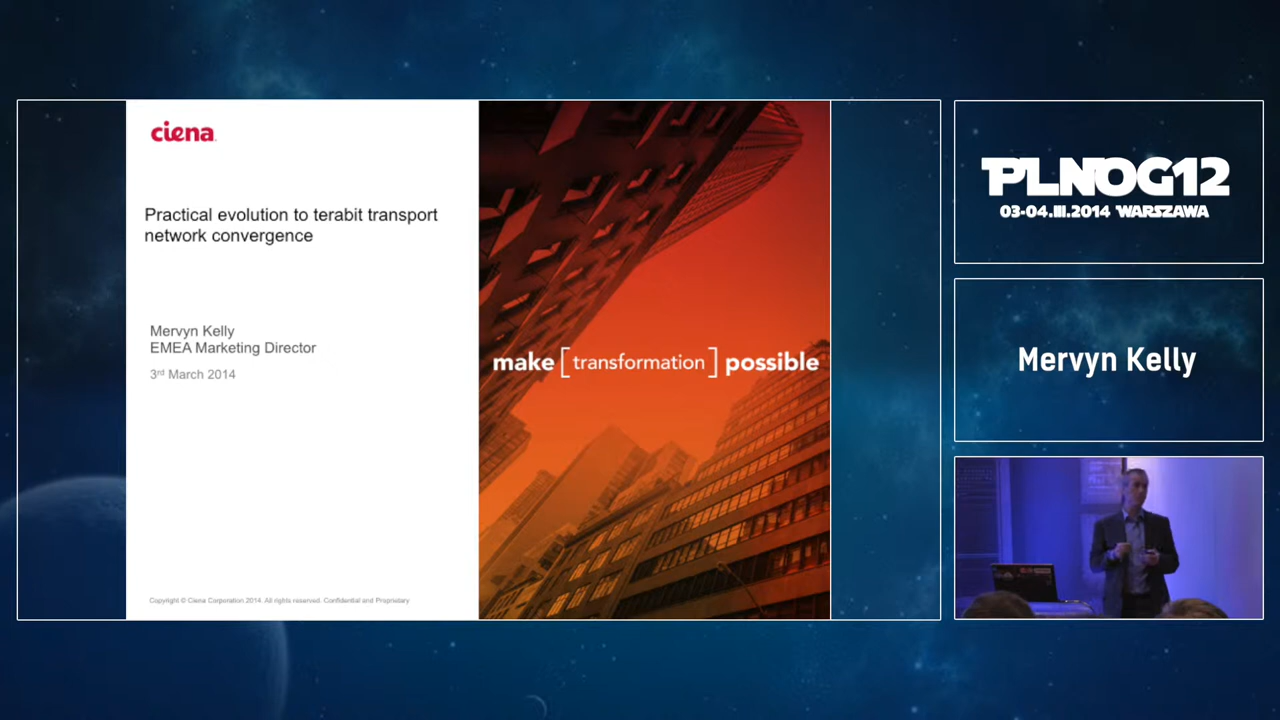 ciena
Practical evolution to terabit transport
network convergence
Mervyn Kelly
EMEA Marketing Director
3rd March 2014
Copyright © Ciena Corporation 2014. All rights reserved. Confidential and Proprietary
make [transformation] possible
PLNOG12
03-04.III.2014 WARSZAWA
Mervyn Kelly